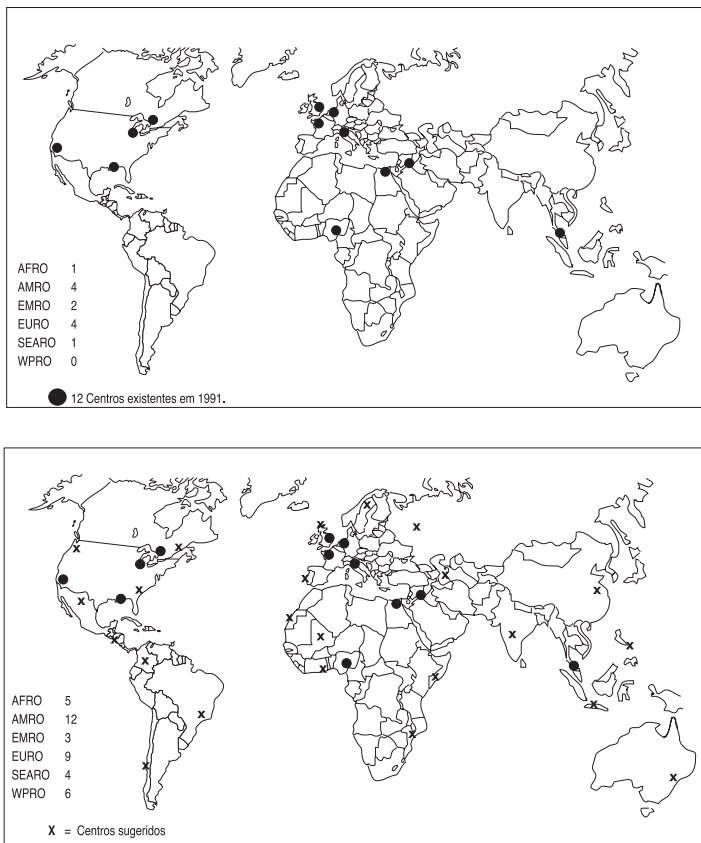 AFRO 1
AMRO 4
EMRO 2
EURO 4
SEARO 1
WPRO 0
12 Centros existentes em 1991.
AFRO 5
AMRO 12
EMRO 3
EURO 9
SEARO 4
WPRO 6
X = Centros sugeridos